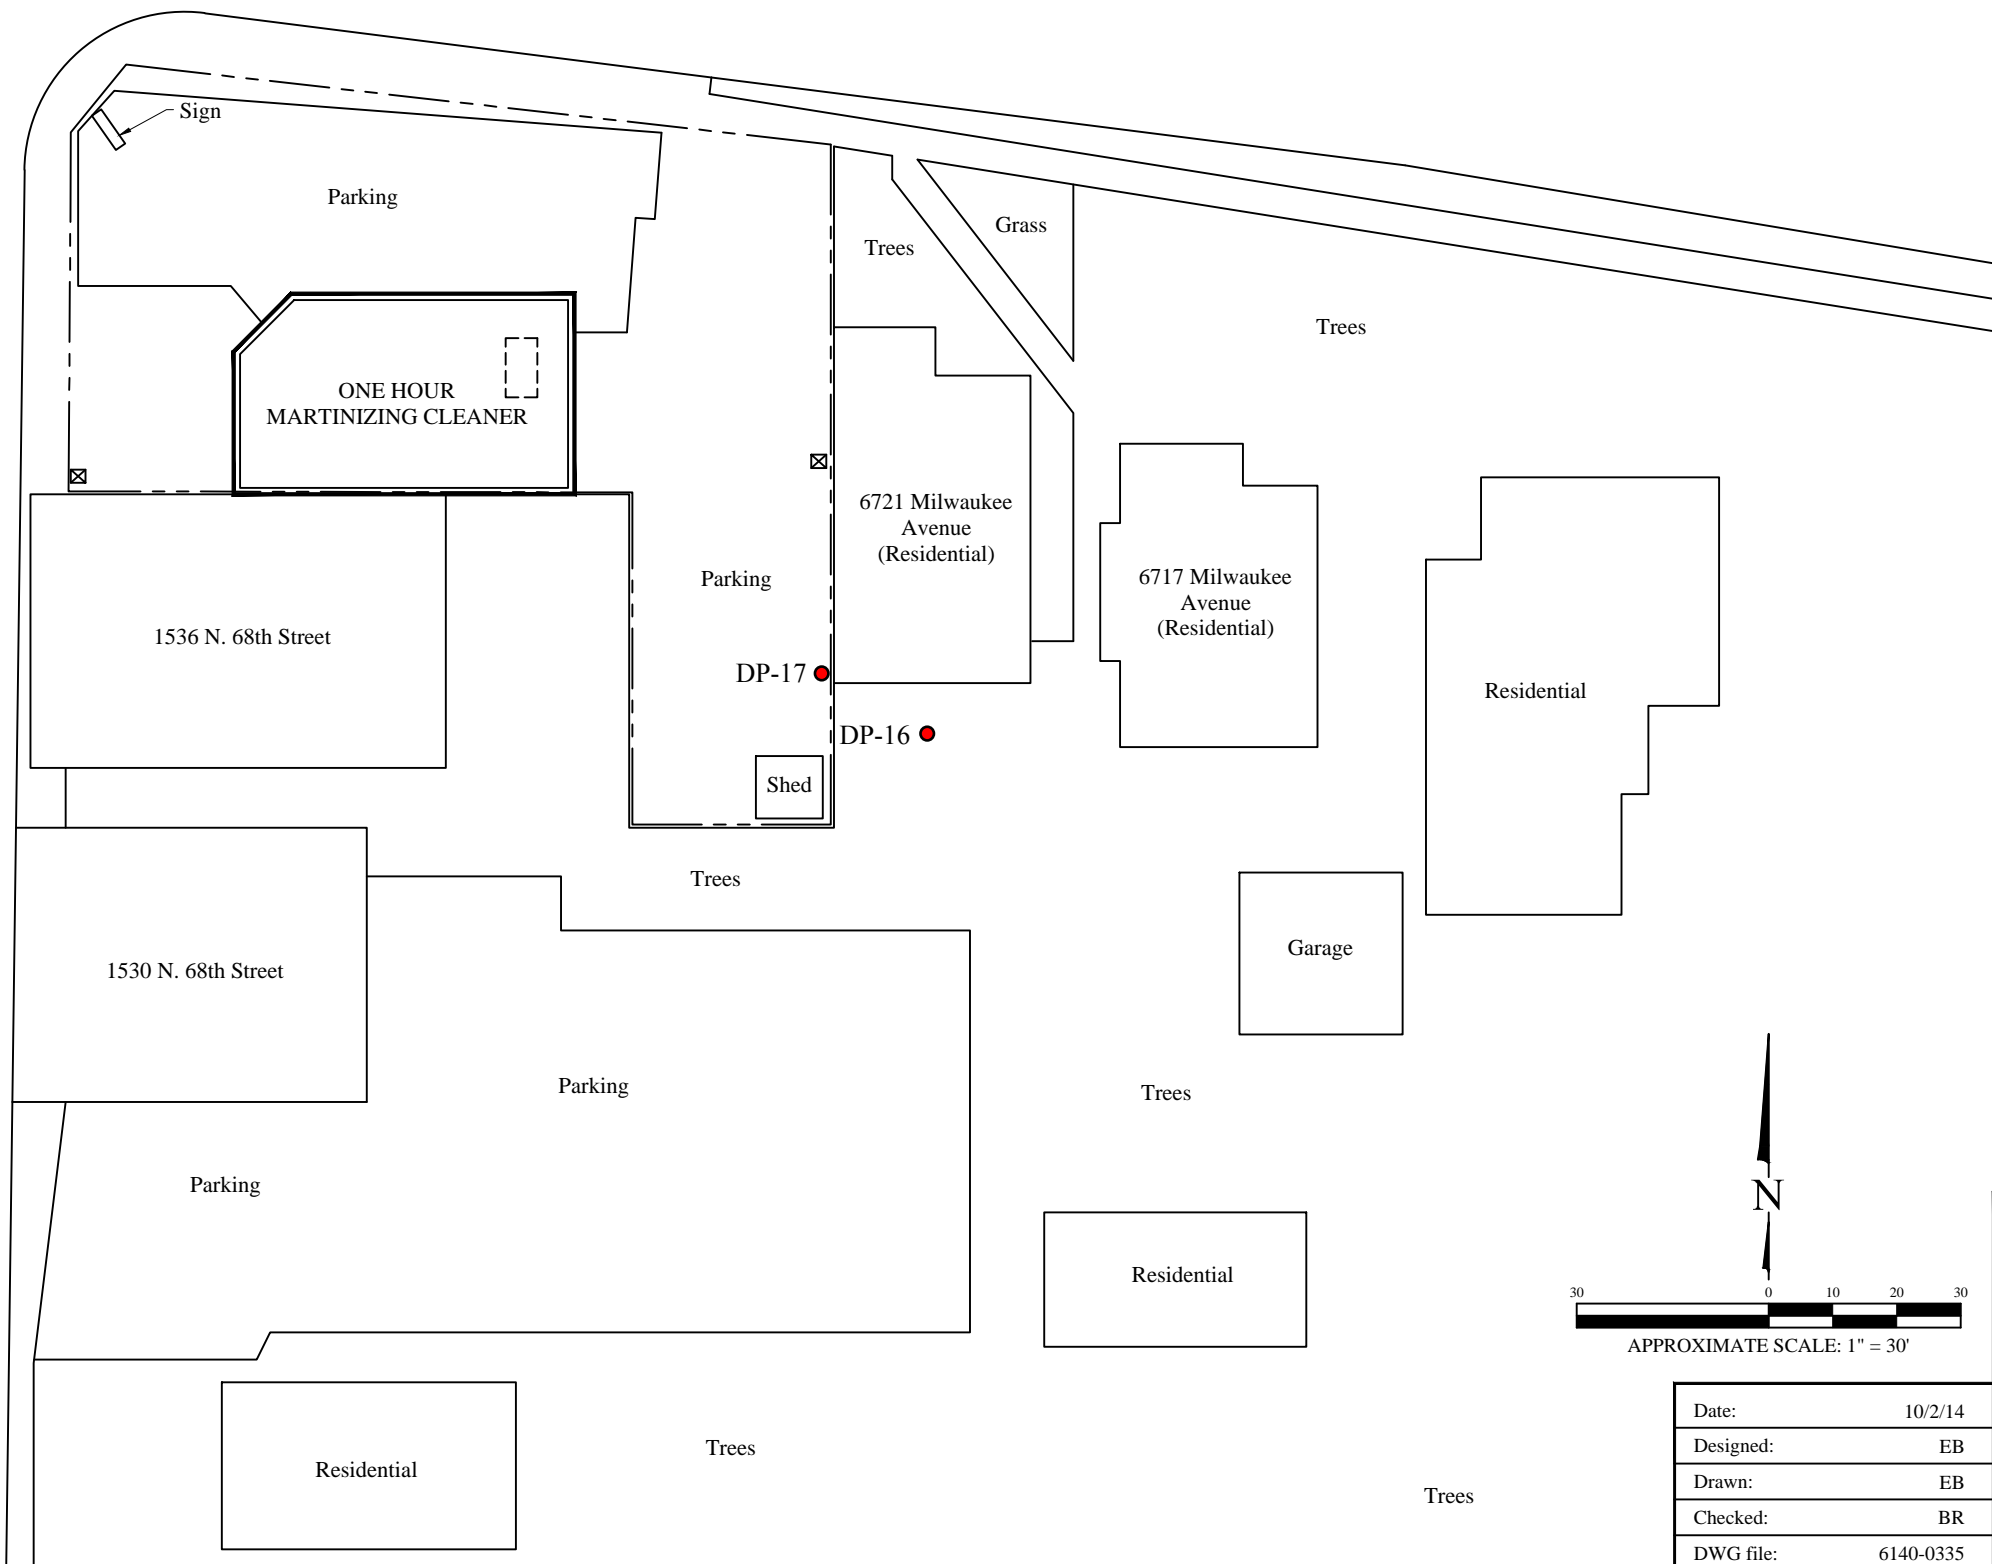 Sign
Parking
Grass
Trees
Trees
ONE HOUR
MARTINIZING CLEANER
6721 Milwaukee
Avenue
(Residential)
6717 Milwaukee
Avenue
(Residential)
Parking
1536 N. 68th Street
DP-17
Residential
DP-16
Shed
Trees
Garage
1530 N. 68th Street
Parking
Trees
Parking
N
Residential
30 0 10 20 30
APPROXIMATE SCALE: 1" = 30'
Date: 10/2/14
Designed: EB
Drawn: EB
Checked: BR
DWG file: 6140-0335
Trees
Residential
Trees